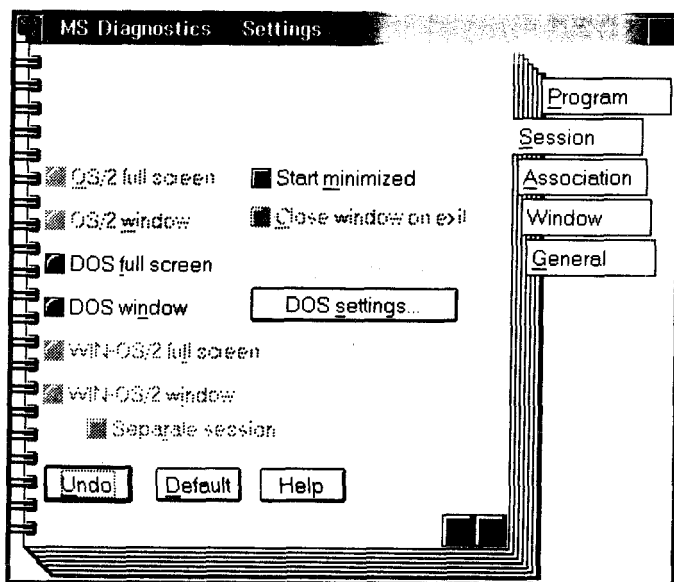 MS Diagnostics Settings
Program
Session
Association
Window
General
OS/2 full screen
OS/2 window
DOS full screen
DOS window
WIN-OS/2 full screen
WIN-OS/2 window
Separate session
Start minimized
Close window on exit
DOS settings...
Undo
Default
Help